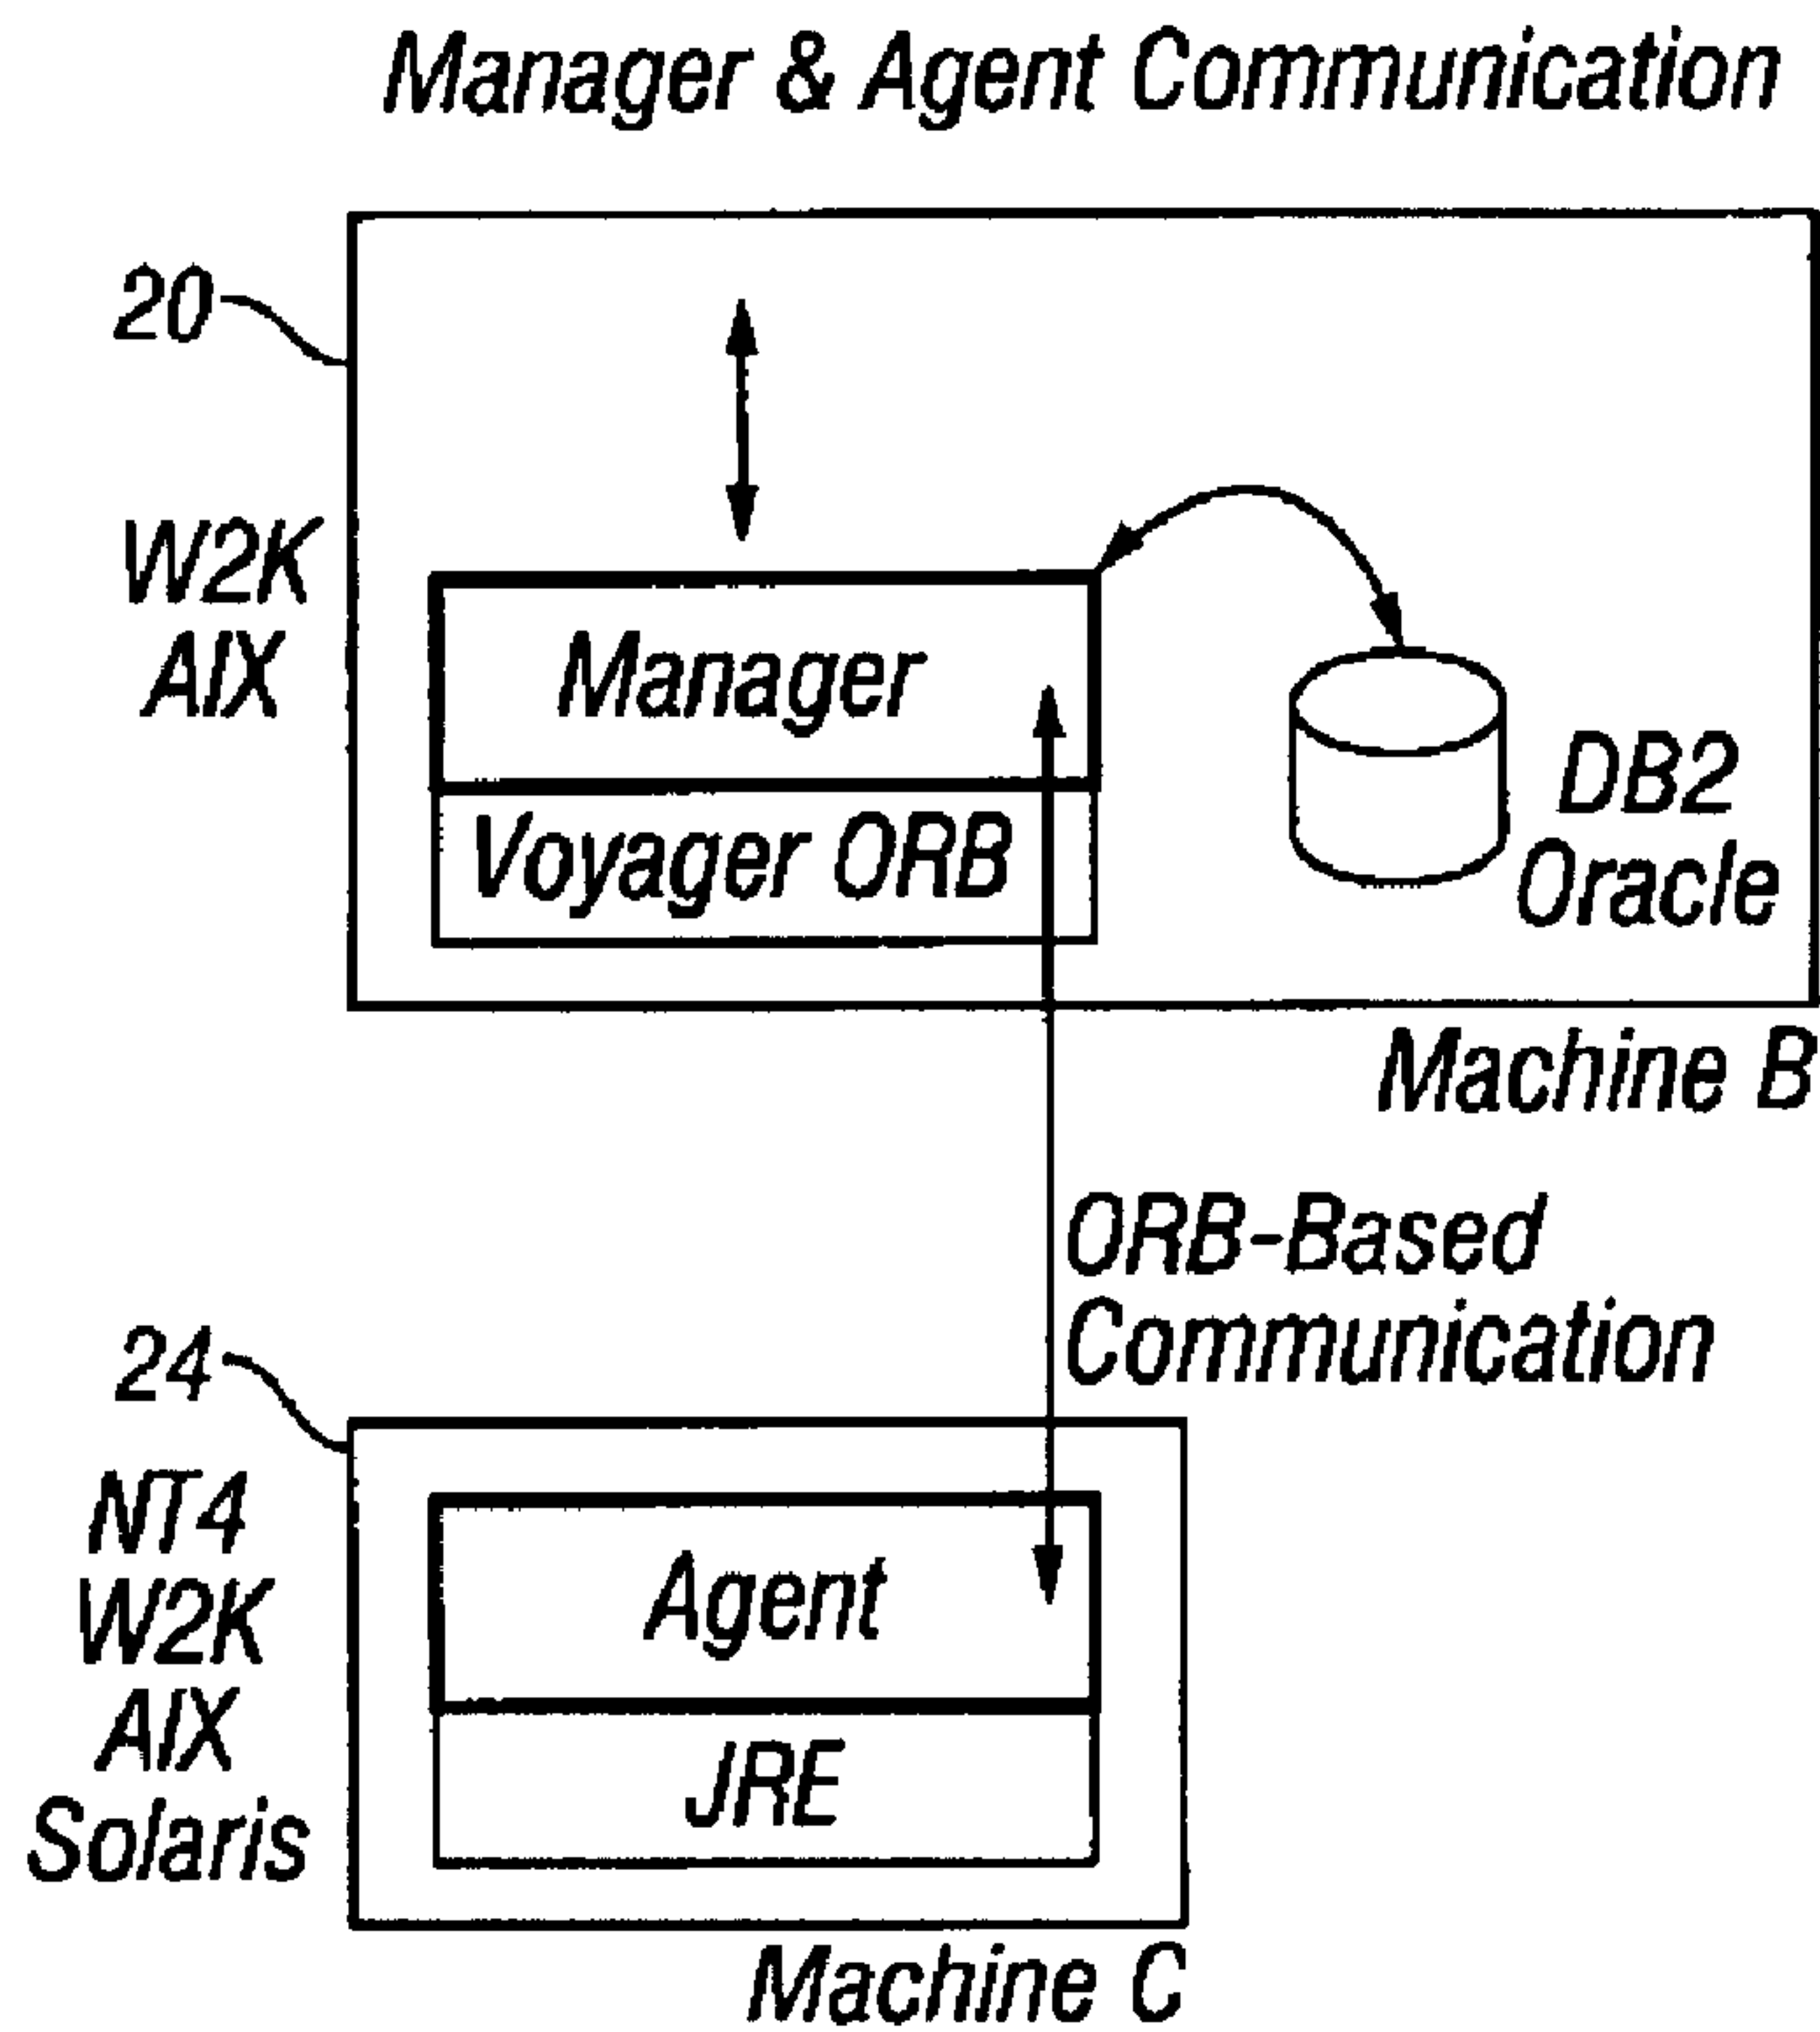 Manager & Agent Communication
20
W2K
AIX
Manager
Voyager ORB
DB2
Oracle
Machine B
ORB-Based
Communication
24
NT4
W2K
AIX
Solaris
Agent
JRE
Machine C